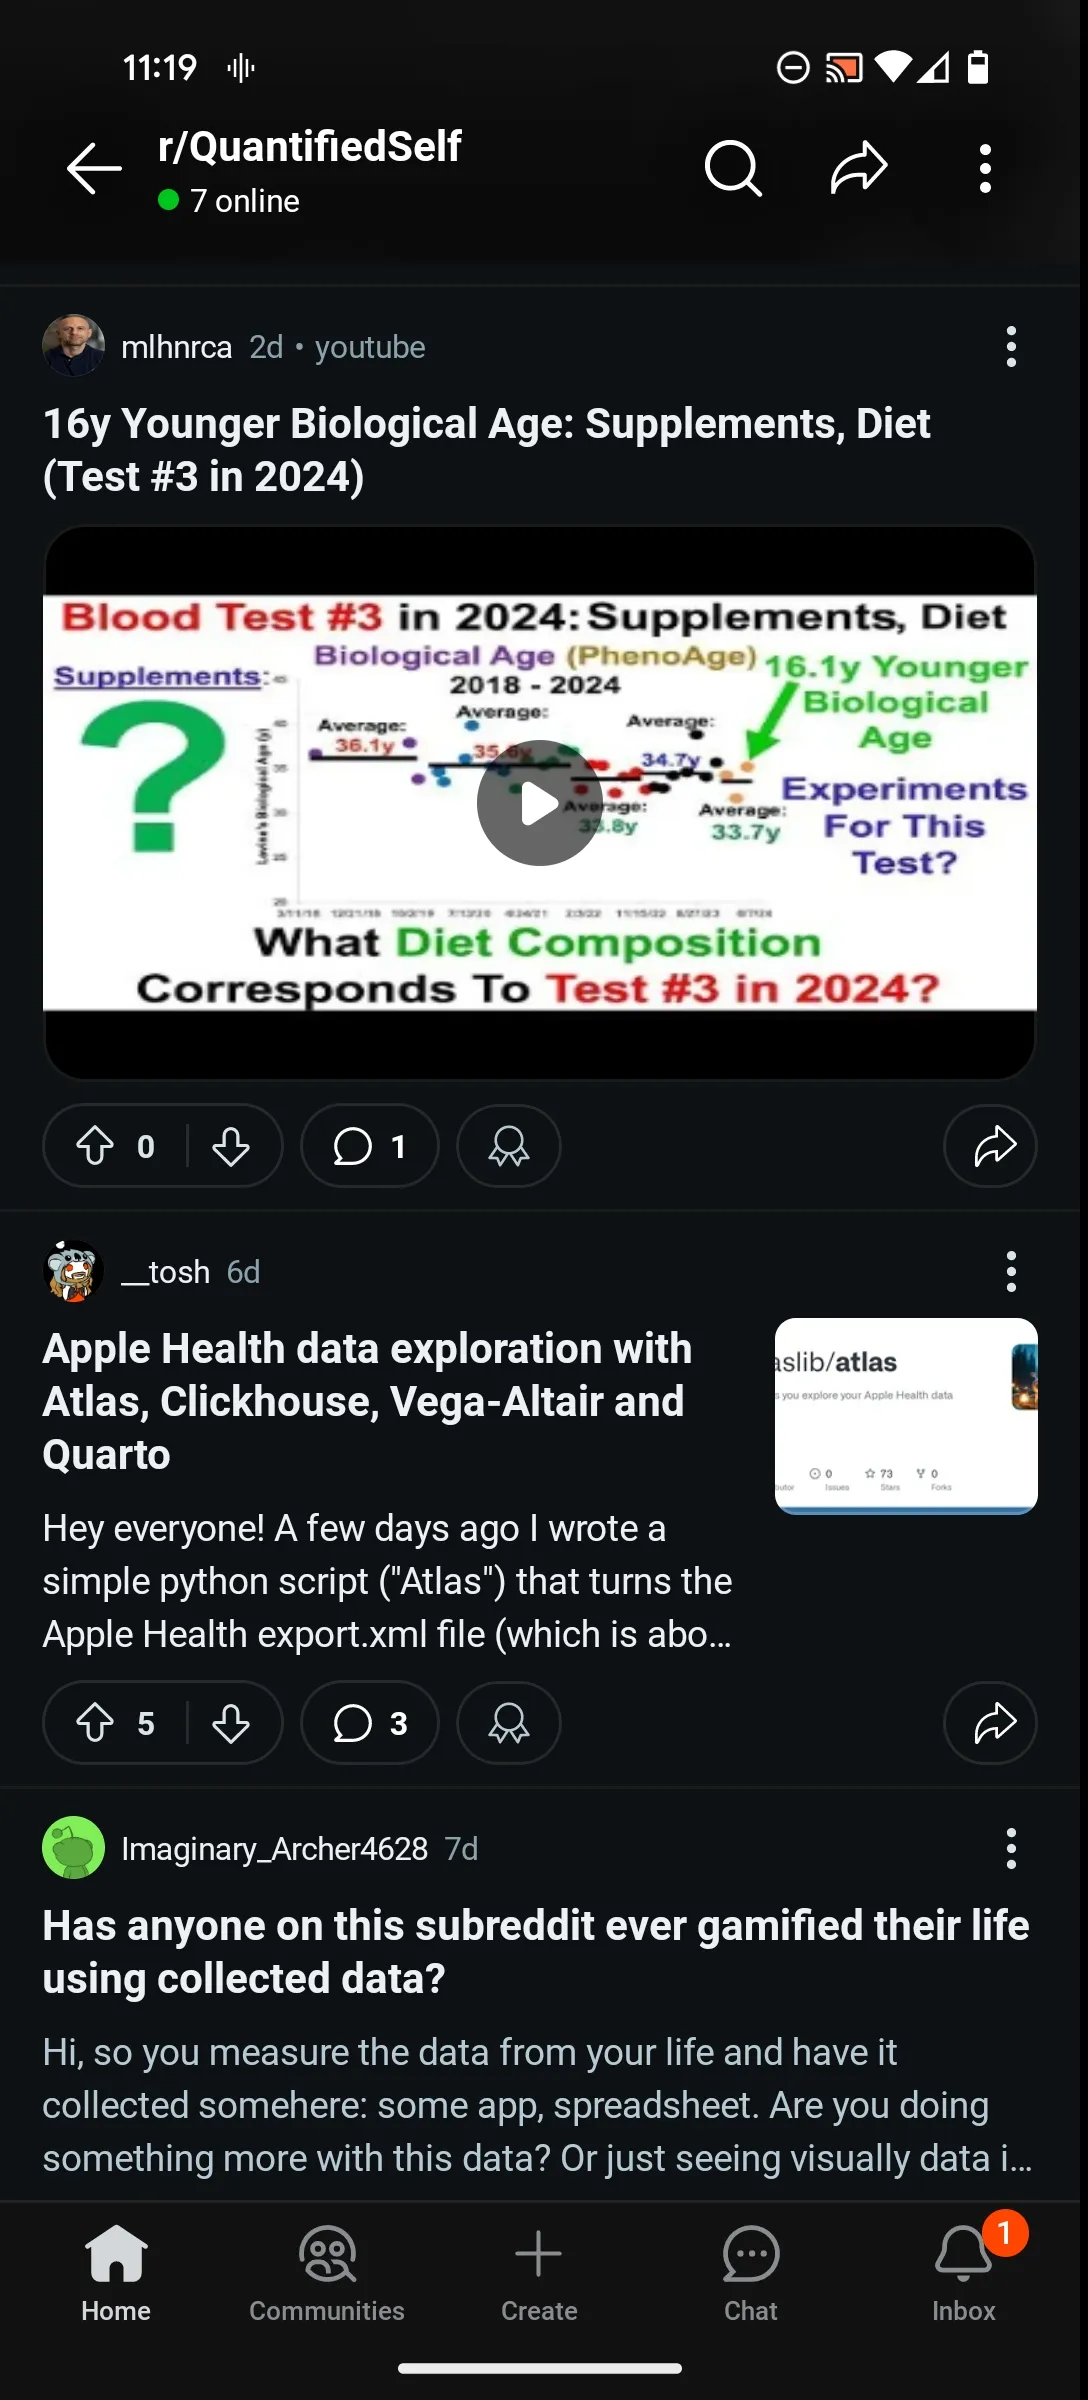 11:19
r/QuantifiedSelf
7 online
mlhnrca 2d • youtube
16y Younger Biological Age: Supplements, Diet
(Test #3 in 2024)
Blood Test #3 in 2024: Supplements, Diet
Biological Age (PhenoAge)
2018 - 2024
Supplements:
16.1y Younger
Biological
Age
Average:
36.1y
Average:
Average:
34.7y
Average:
Average:
33.7y
Levine's Biological Age (y)
?
Experiments
For This
Test?
What Diet Composition
Corresponds To Test #3 in 2024?
0
1
__tosh 6d
Apple Health data exploration with
Atlas, Clickhouse, Vega-Altair and
Quarto
aslib/atlas
s you explore your Apple Health data
0
73
0
Issues
Stars
Forks
Hey everyone! A few days ago I wrote a
simple python script ("Atlas") that turns the
Apple Health export.xml file (which is abo...
5
3
Imaginary_Archer4628 7d
Has anyone on this subreddit ever gamified their life
using collected data?
Hi, so you measure the data from your life and have it
collected somehere: some app, spreadsheet. Are you doing
something more with this data? Or just seeing visually data i...
1
Home
Communities
Create
Chat
Inbox